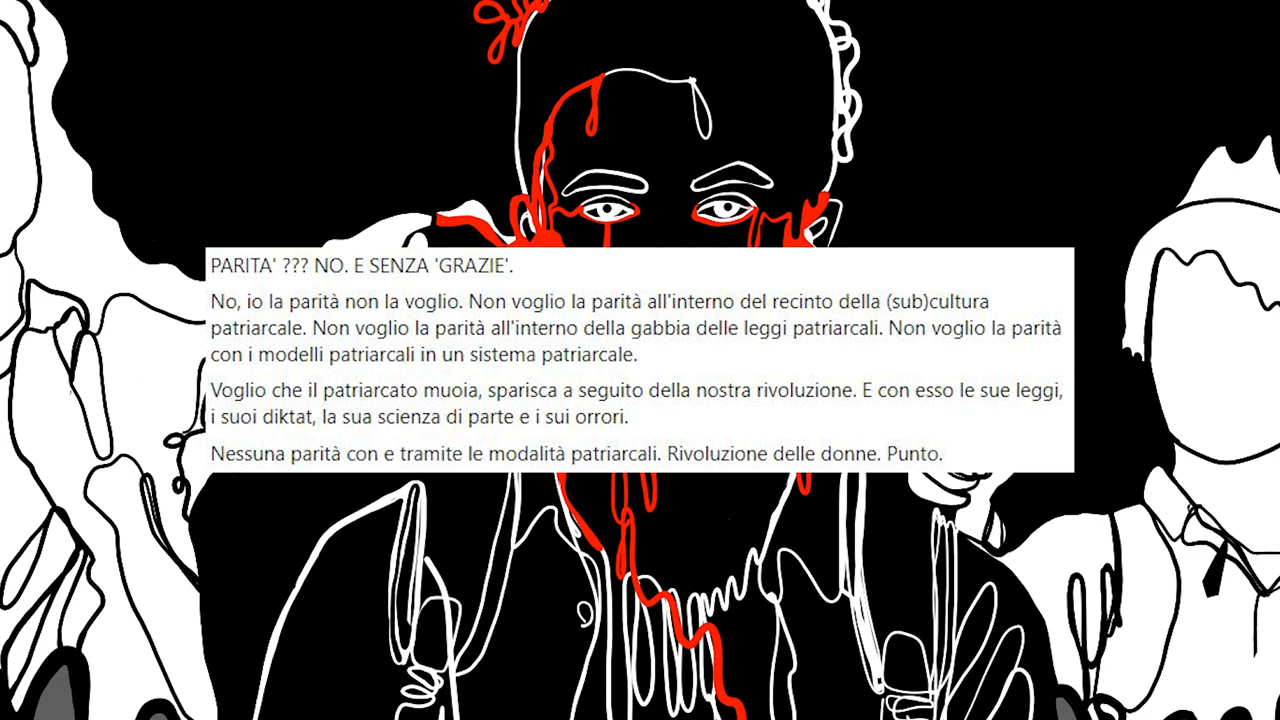 PARITA' ??? NO. E SENZA 'GRAZIE'.
No, io la parità non la voglio. Non voglio la parità all'interno del recinto della (sub)cultura
patriarcale. Non voglio la parità all'interno della gabbia delle leggi patriarcali. Non voglio la parità
con i modelli patriarcali in un sistema patriarcale.
Voglio che il patriarcato muoia, sparisca a seguito della nostra rivoluzione. E con esso le sue leggi,
i suoi diktat, la sua scienza di parte e i sui orrori.
Nessuna parità con e tramite le modalità patriarcali. Rivoluzione delle donne. Punto.